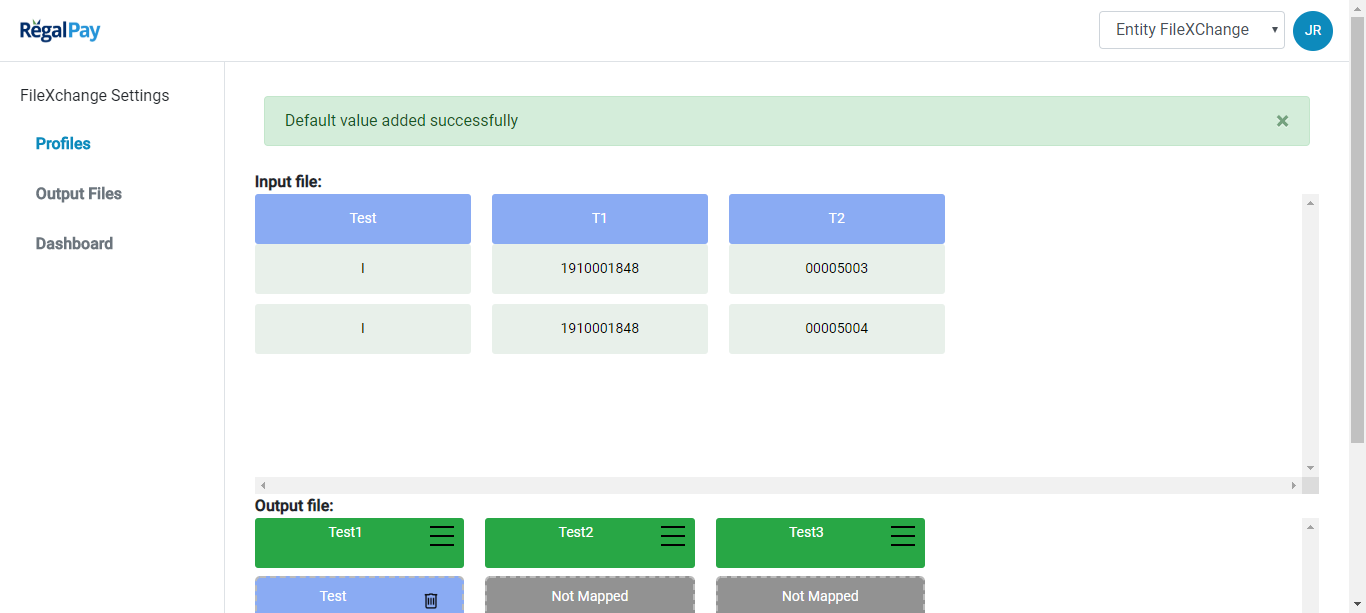 RegalPay
Entity FileXChange
JR
FileXchange Settings
Profiles
Output Files
Dashboard
Default value added successfully
×
Input file:
Test T1 T2
I 1910001848 00005003
I 1910001848 00005004
Output file:
Test1 Test2 Test3
Test Not Mapped Not Mapped